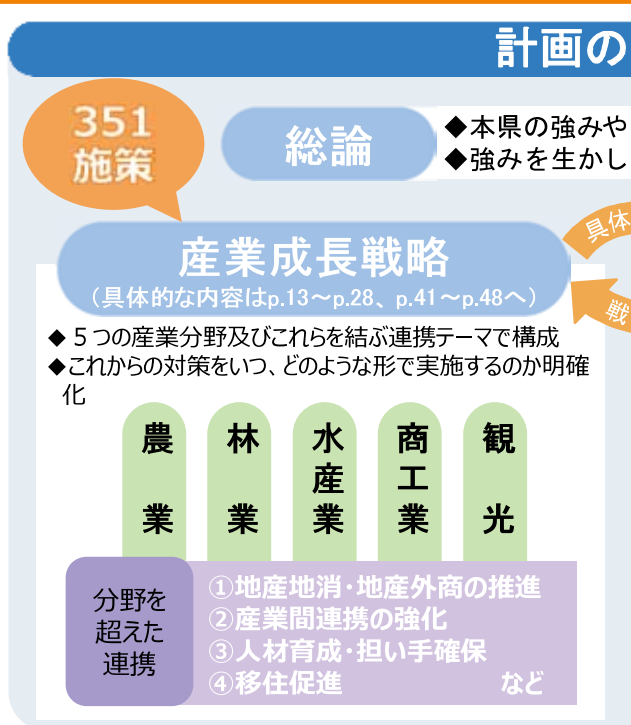 計画の
351
施策
総論
◆本県の強みや
◆強みを生かし
産業成長戦略
（具体的な内容はp.13～p.28、p.41～p.48へ）
具体
戦
◆５つの産業分野及びこれらを結ぶ連携テーマで構成
◆これからの対策をいつ、どのような形で実施するのか明確
化
農業
林業
水産業
商工業
観光
分野を
超えた
連携
①地産地消･地産外商の推進
②産業間連携の強化
③人材育成･担い手確保
④移住促進 など